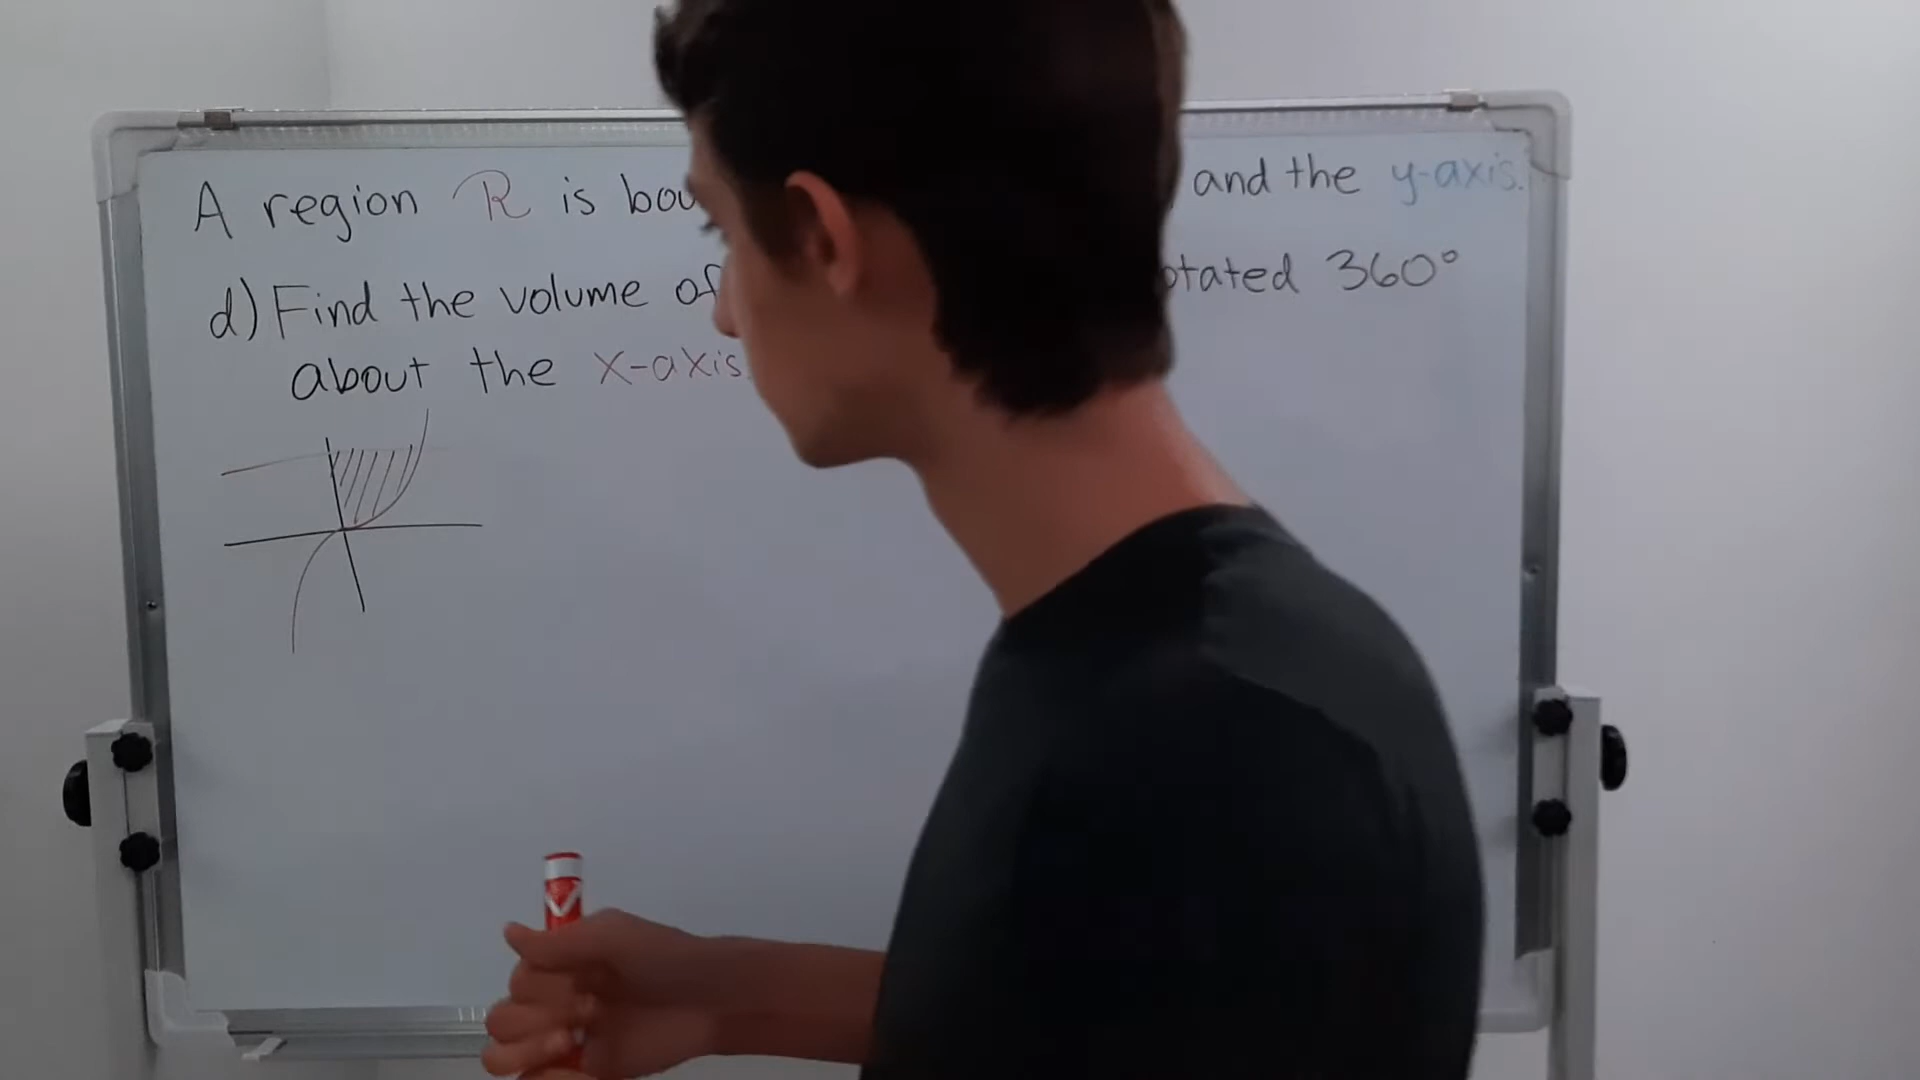 A region R is bou and the y-axis.
d) Find the volume of otated 360°
about the x-axis.